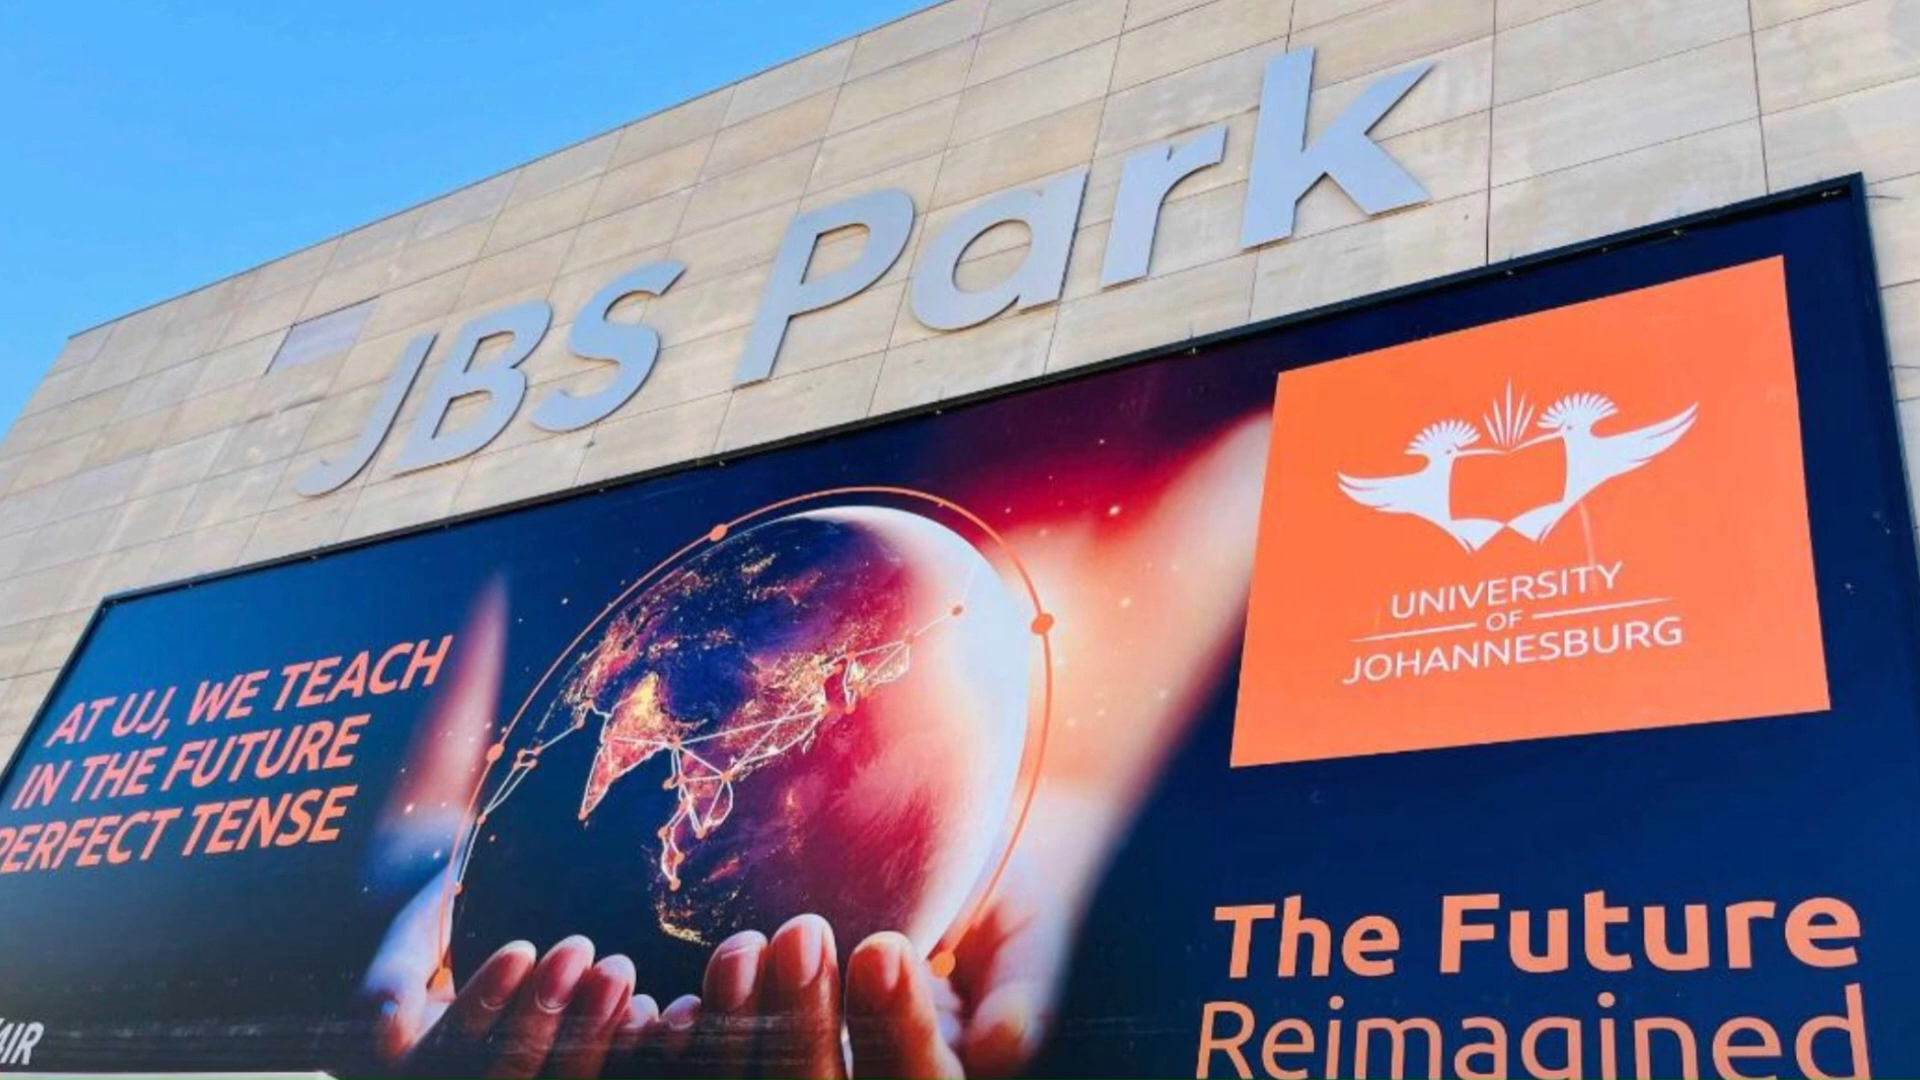 JBS Park
AT UJ, WE TEACH
IN THE FUTURE
PERFECT TENSE
UNIVERSITY
OF
JOHANNESBURG
The Future
Reimagined